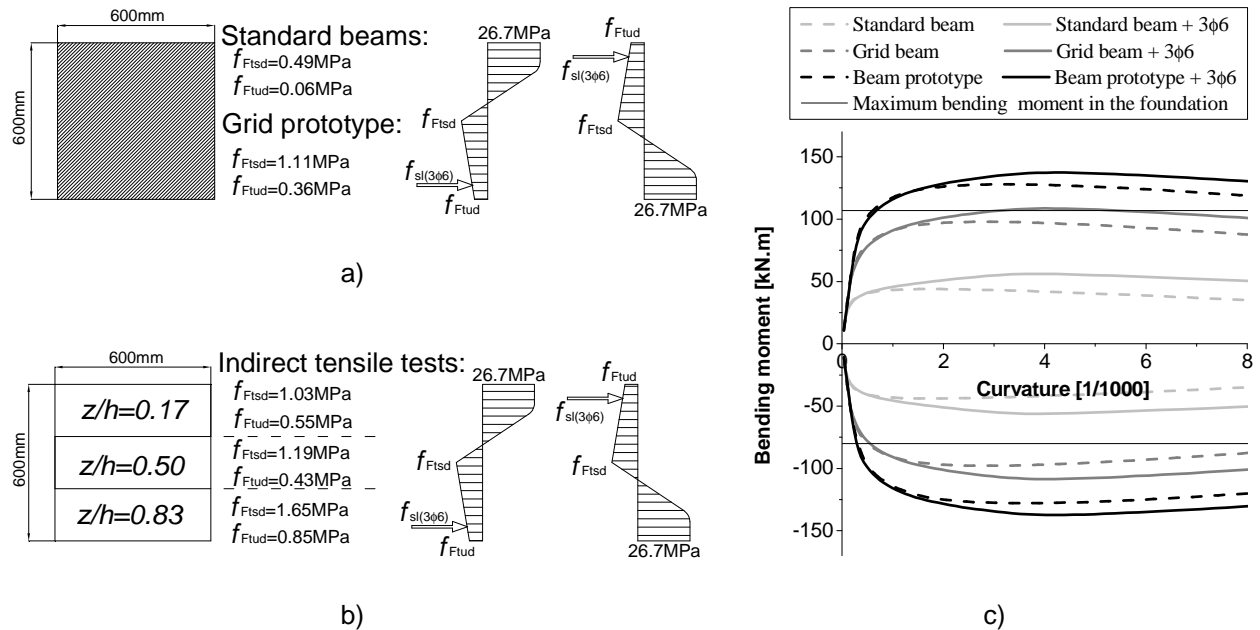 600mm
600mm
Standard beams:
fFtsd=0.49MPa
fFtud=0.06MPa
Grid prototype:
fFtsd=1.11MPa
fFtud=0.36MPa
26.7MPa
fFtsd
fsl(3ϕ6)
fFtud
fFtud
fsl(3ϕ6)
fFtsd
26.7MPa
a)
600mm
600mm
z/h=0.17
z/h=0.50
z/h=0.83
Indirect tensile tests:
fFtsd=1.03MPa
fFtud=0.55MPa
fFtsd=1.19MPa
fFtud=0.43MPa
fFtsd=1.65MPa
fFtud=0.85MPa
26.7MPa
fFtsd
fsl(3ϕ6)
fFtud
fFtud
fsl(3ϕ6)
fFtsd
26.7MPa
b)
Standard beam
Standard beam + 3ϕ6
Grid beam
Grid beam + 3ϕ6
Beam prototype
Beam prototype + 3ϕ6
Maximum bending moment in the foundation
Bending moment [kN.m]
150
100
50
0
-50
-100
-150
0 2 4 6 8
Curvature [1/1000]
c)